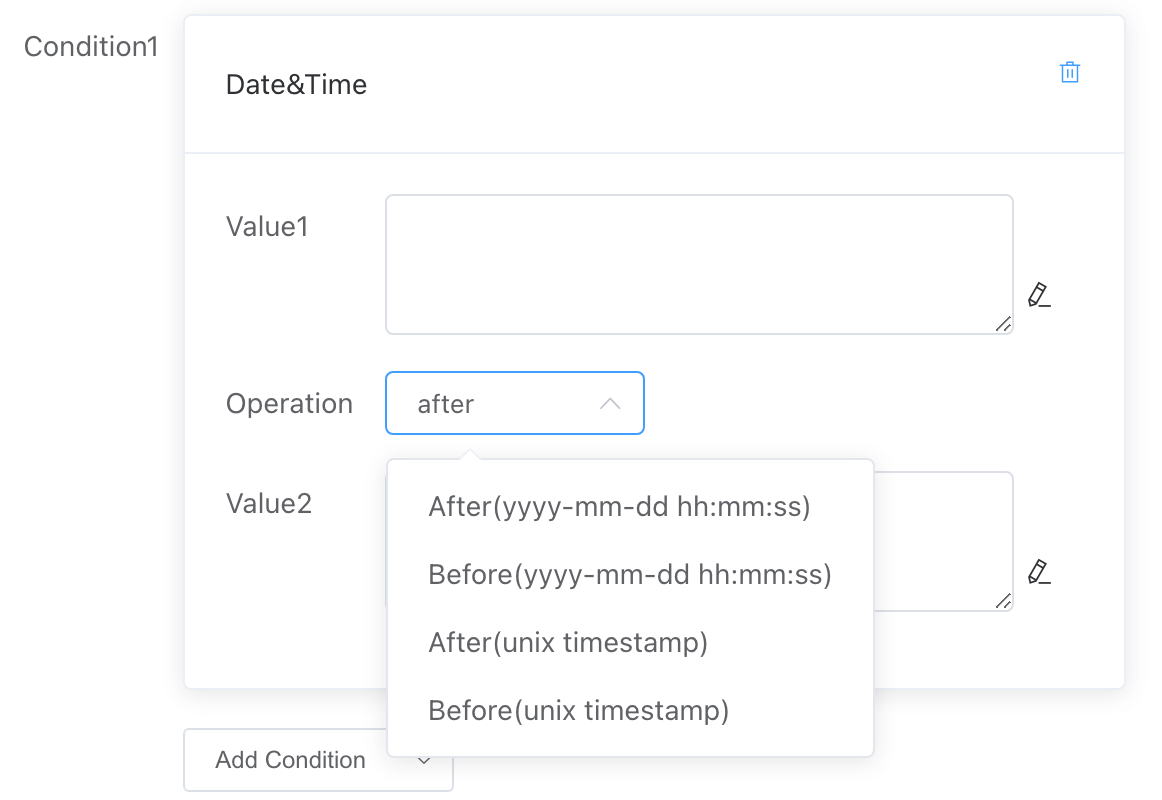 Condition1
Date&Time
Value1
Operation
after
Value2
After(yyyy-mm-dd hh:mm:ss)
Before(yyyy-mm-dd hh:mm:ss)
After(unix timestamp)
Before(unix timestamp)
Add Condition